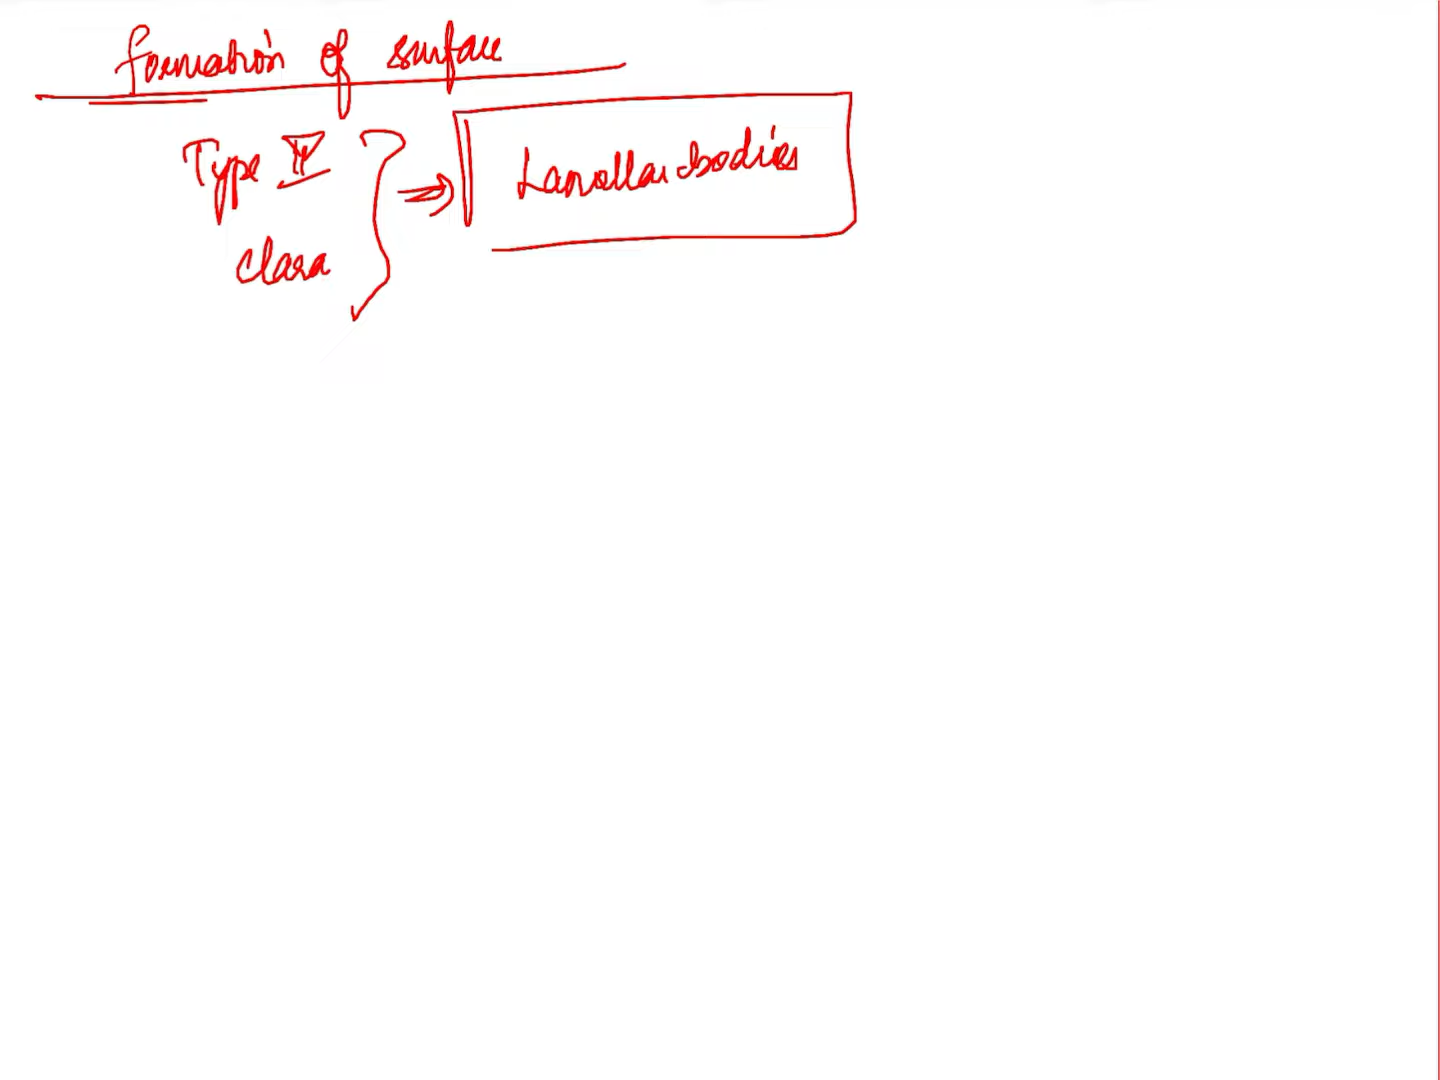 formation of surface
Type II
clara
Lamellar bodies